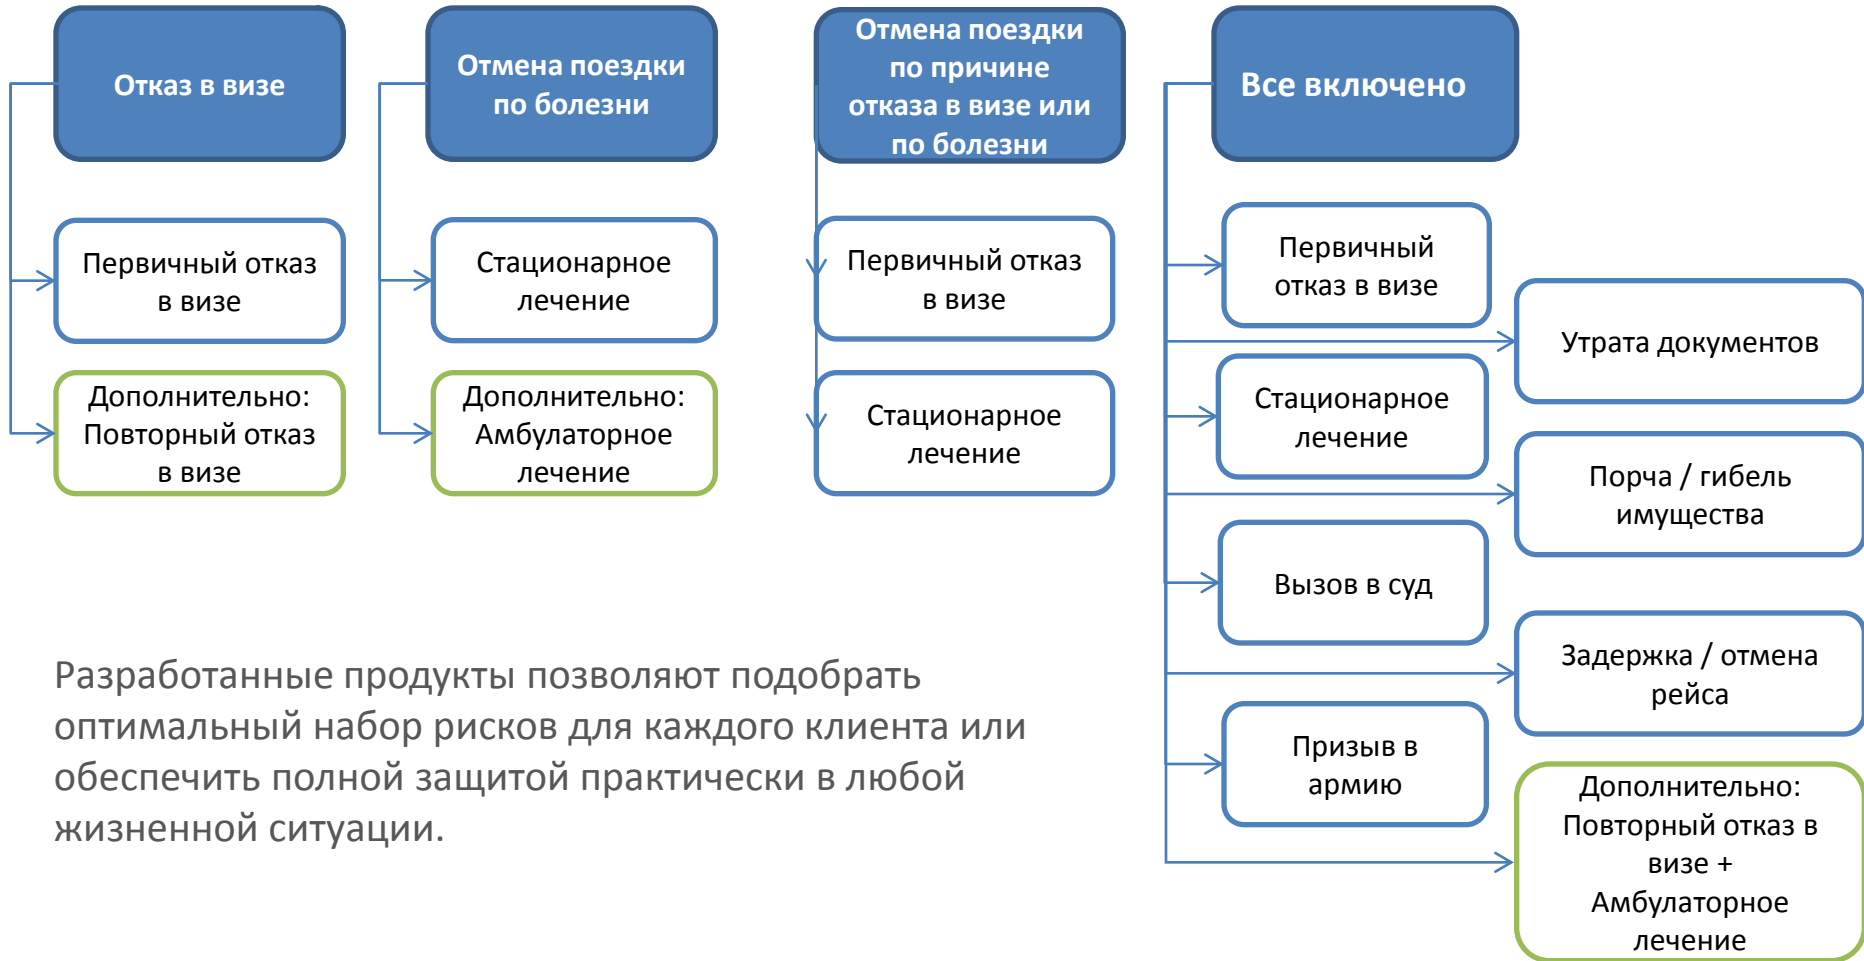 Отказ в визе
Отмена поездки
по болезни
Отмена поездки
по причине
отказа в визе или
по болезни
Все включено
Первичный отказ
в визе
Дополнительно:
Повторный отказ
в визе
Стационарное
лечение
Дополнительно:
Амбулаторное
лечение
Первичный отказ
в визе
Стационарное
лечение
Первичный
отказ в визе
Утрата документов
Стационарное
лечение
Порча / гибель
имущества
Вызов в суд
Задержка / отмена
рейса
Призыв в
армию
Дополнительно:
Повторный отказ в
визе +
Амбулаторное
лечение
Разработанные продукты позволяют подобрать
оптимальный набор рисков для каждого клиента или
обеспечить полной защитой практически в любой
жизненной ситуации.